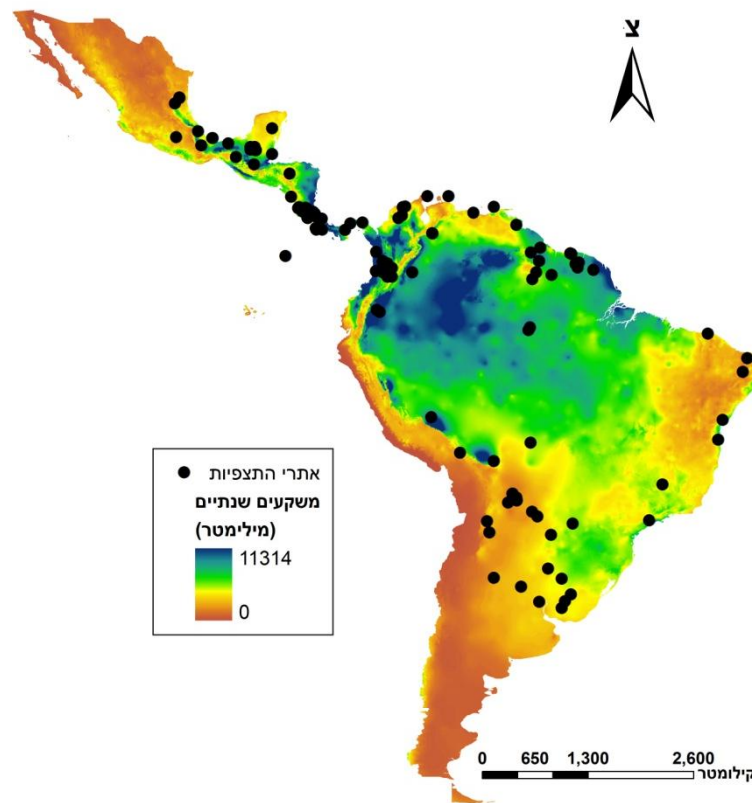 צ
אתרי התצפיות
משקעים שנתיים
(מילימטר)
11314
0
0 650 1,300 2,600
קילומטר